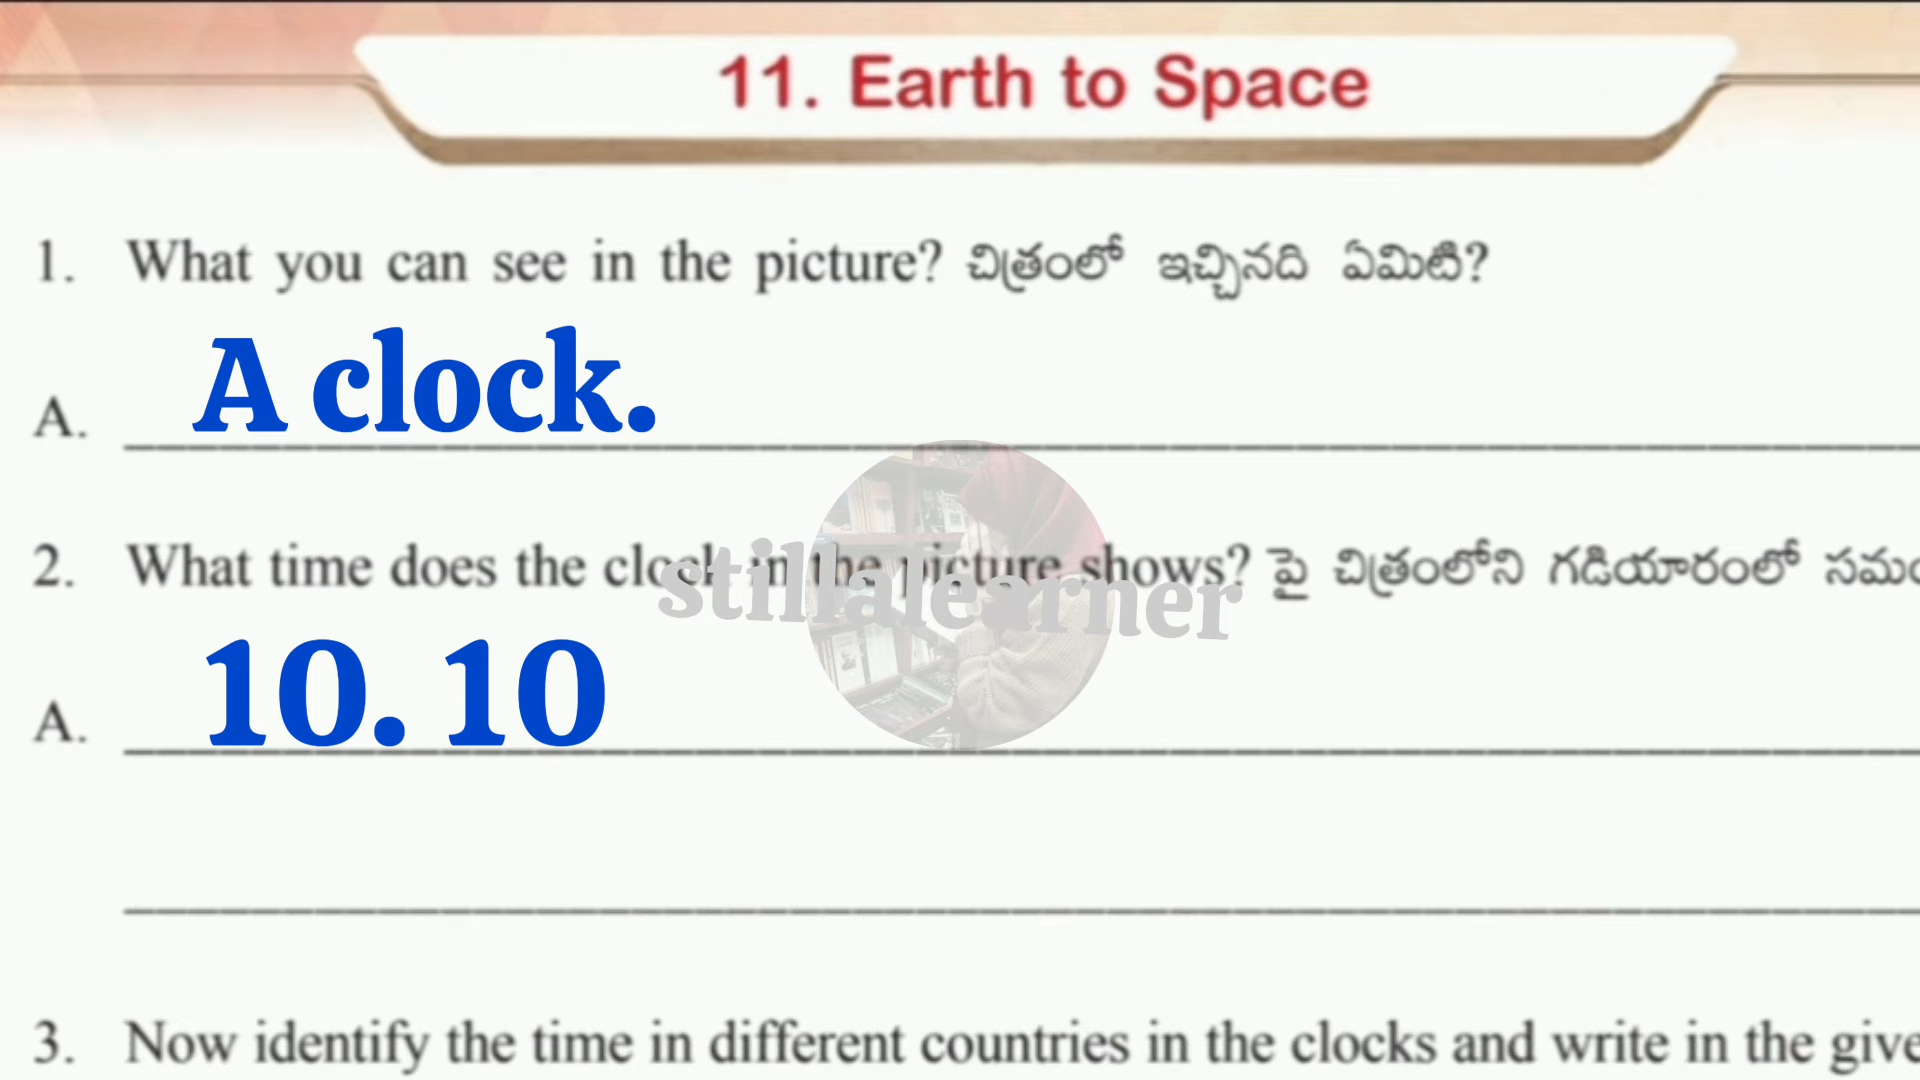 11. Earth to Space
1. What you can see in the picture? చిత్రంలో ఇచ్చినది ఏమిటి?
A. A clock.
2. What time does the clock in the picture shows? పై చిత్రంలోని గడియారంలో
stillalearner
A. 10. 10
3. Now identify the time in different countries in the clocks and write in the